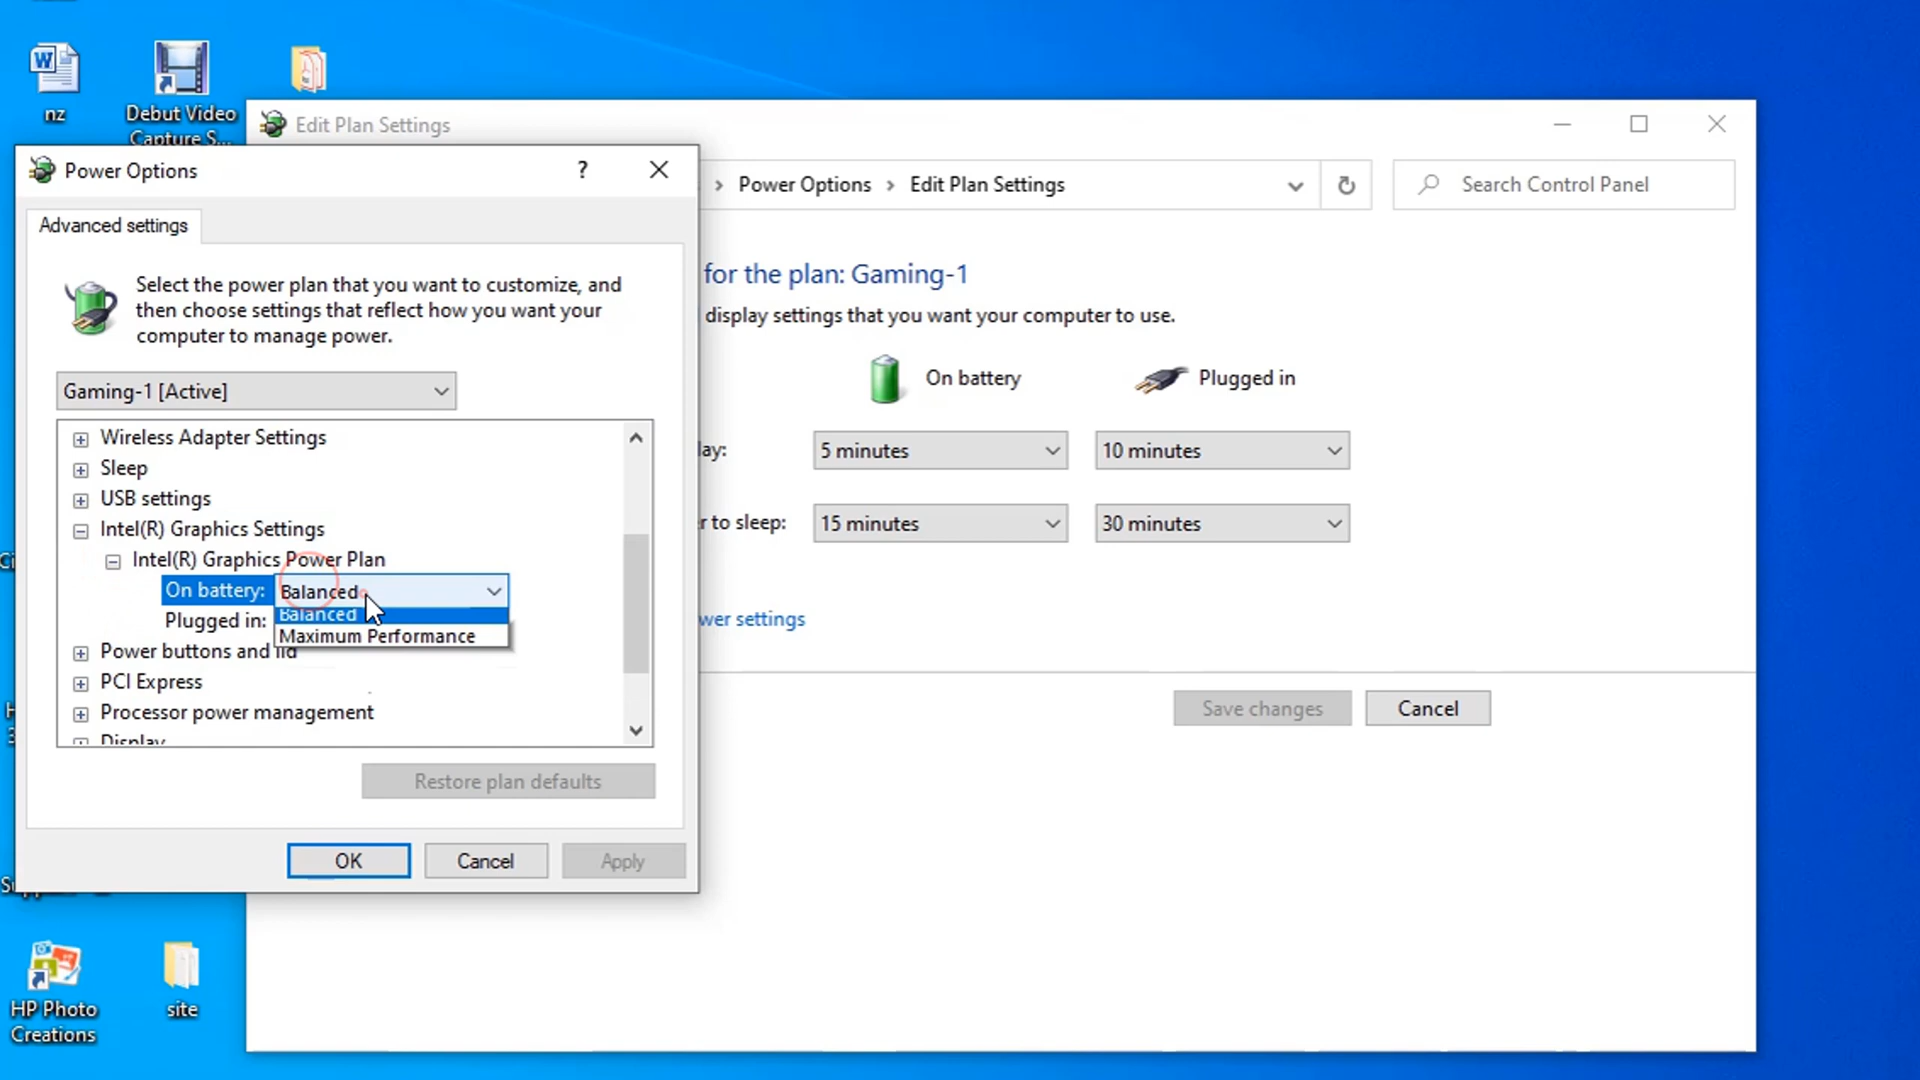 nz
Debut Video
Capture S...
Edit Plan Settings
Power Options
Edit Plan Settings
Search Control Panel
for the plan: Gaming-1
display settings that you want your computer to use.
On battery
Plugged in
lay:
5 minutes
10 minutes
r to sleep:
15 minutes
30 minutes
wer settings
Save changes
Cancel
Power Options
?
Advanced settings
Select the power plan that you want to customize, and
then choose settings that reflect how you want your
computer to manage power.
Gaming-1 [Active]
Wireless Adapter Settings
Sleep
USB settings
Intel(R) Graphics Settings
Intel(R) Graphics Power Plan
On battery:
Balanced
Balanced
Plugged in:
Maximum Performance
Power buttons and lid
PCI Express
Processor power management
Display
Restore plan defaults
OK
Cancel
Apply
HP Photo
Creations
site